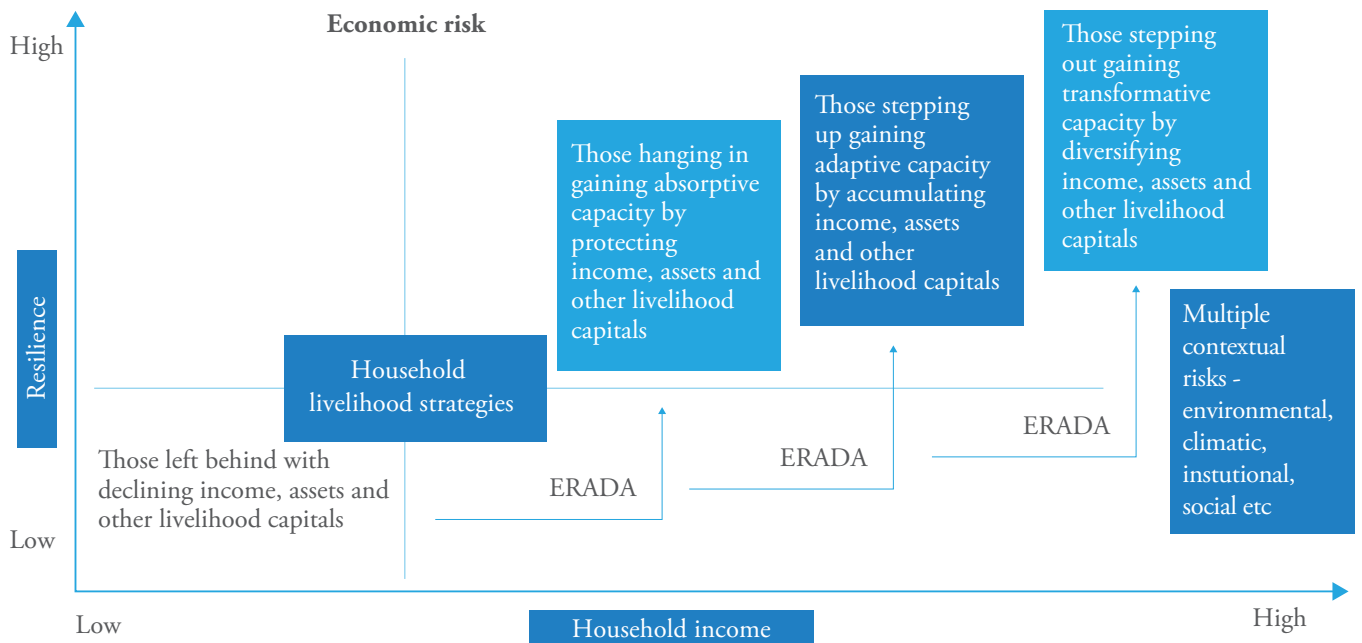 High
Economic risk
Those stepping
out gaining
transformative
capacity by
diversifying
income, assets and
other livelihood
capitals
Those stepping
up gaining
adaptive capacity
by accumulating
income, assets
and other
livelihood capitals
Those hanging in
gaining absorptive
capacity by
protecting
income, assets and
other livelihood
capitals
Resilience
Household
livelihood strategies
Multiple
contextual
risks -
environmental,
climatic,
instutional,
social etc
Those left behind with
declining income, assets and
other livelihood capitals
ERADA
ERADA
ERADA
Low
Low
Household income
High